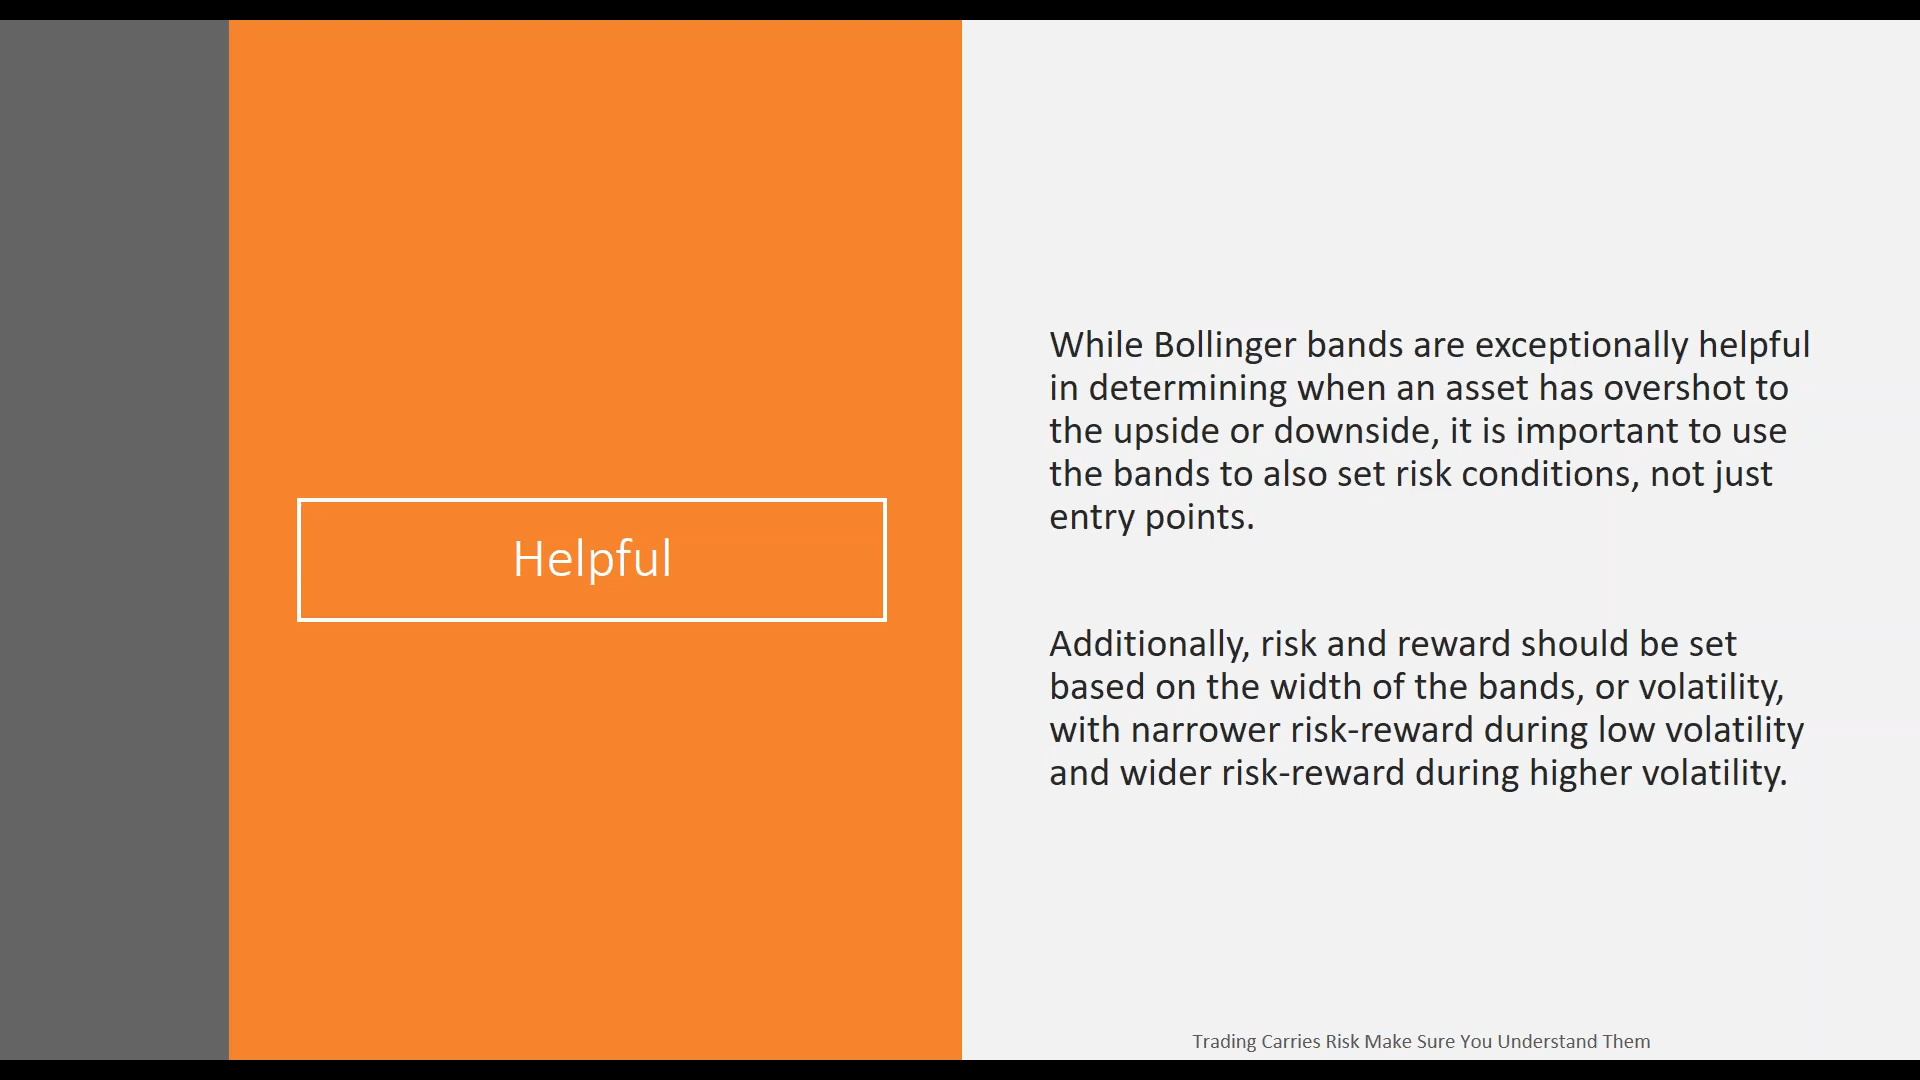 Helpful
While Bollinger bands are exceptionally helpful
in determining when an asset has overshot to
the upside or downside, it is important to use
the bands to also set risk conditions, not just
entry points.
Additionally, risk and reward should be set
based on the width of the bands, or volatility,
with narrower risk-reward during low volatility
and wider risk-reward during higher volatility.
Trading Carries Risk Make Sure You Understand Them